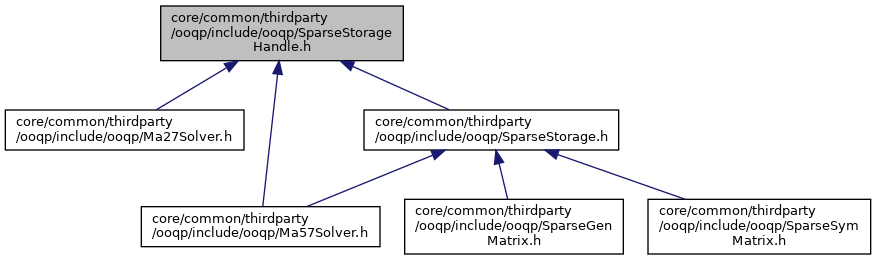 core/common/thirdparty
/ooqp/include/ooqp/SparseStorage
Handle.h
core/common/thirdparty
/ooqp/include/ooqp/Ma27Solver.h
core/common/thirdparty
/ooqp/include/ooqp/SparseStorage.h
core/common/thirdparty
/ooqp/include/ooqp/Ma57Solver.h
core/common/thirdparty
/ooqp/include/ooqp/SparseGen
Matrix.h
core/common/thirdparty
/ooqp/include/ooqp/SparseSym
Matrix.h